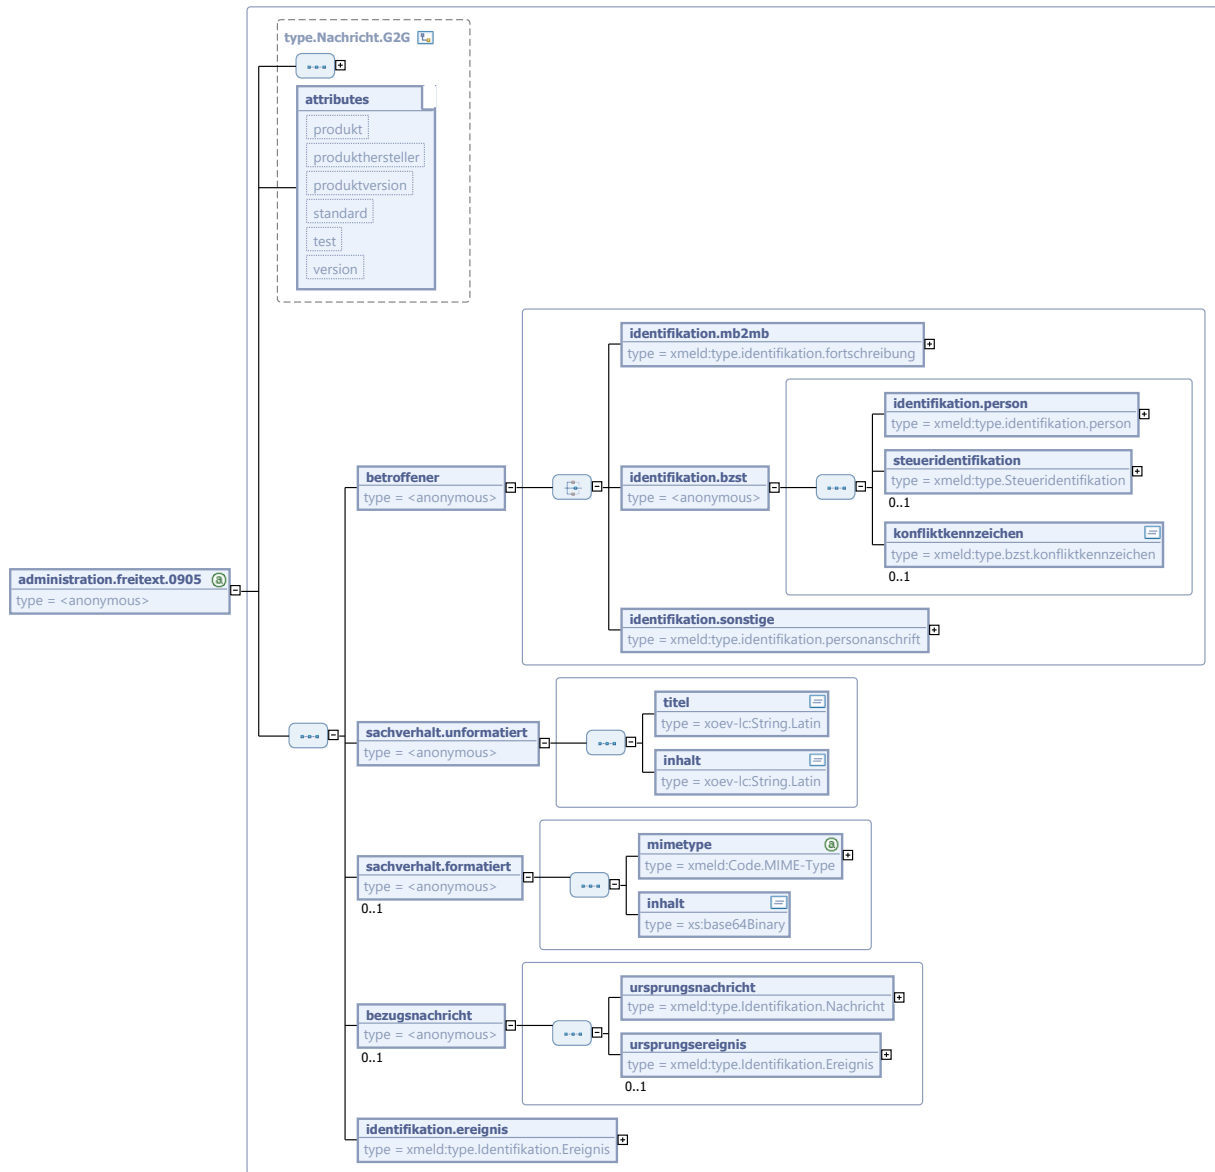 type.Nachricht.G2G
attributes
produkt
produkthersteller
produktversion
standard
test
version
identifikation.mb2mb
type = xmeld:type.identifikation.fortschreibung
identifikation.person
type = xmeld:type.identifikation.person
betroffener
type = <anonymous>
identifikation.bzst
type = <anonymous>
steueridentifikation
type = xmeld:type.Steueridentifikation
0..1
konfliktkennzeichen
type = xmeld:type.bzst.konfliktkennzeichen
0..1
administration.freitext.0905 a
type = <anonymous>
identifikation.sonstige
type = xmeld:type.identifikation.personanschrift
titel
type = xoev-lc:String.Latin
sachverhalt.unformatiert
type = <anonymous>
inhalt
type = xoev-lc:String.Latin
mimetype a
type = xmeld:Code.MIME-Type
sachverhalt.formatiert
type = <anonymous>
0..1
inhalt
type = xs:base64Binary
ursprungsnachricht
type = xmeld:type.Identifikation.Nachricht
bezugsnachricht
type = <anonymous>
0..1
ursprungsereignis
type = xmeld:type.Identifikation.Ereignis
0..1
identifikation.ereignis
type = xmeld:type.Identifikation.Ereignis